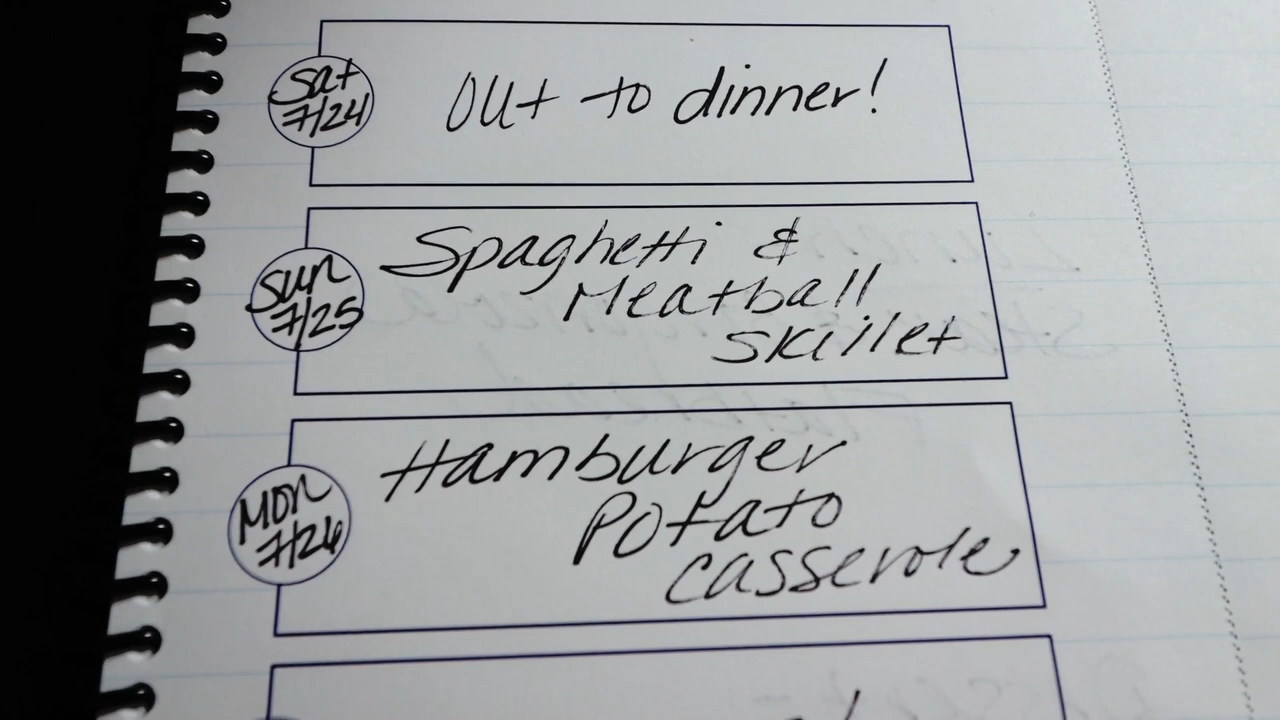 Sat
7/24
Out to dinner!
Sun
7/25
Spaghetti &
Meatball
skillet
Mon
7/26
Hamburger
Potato
casserole